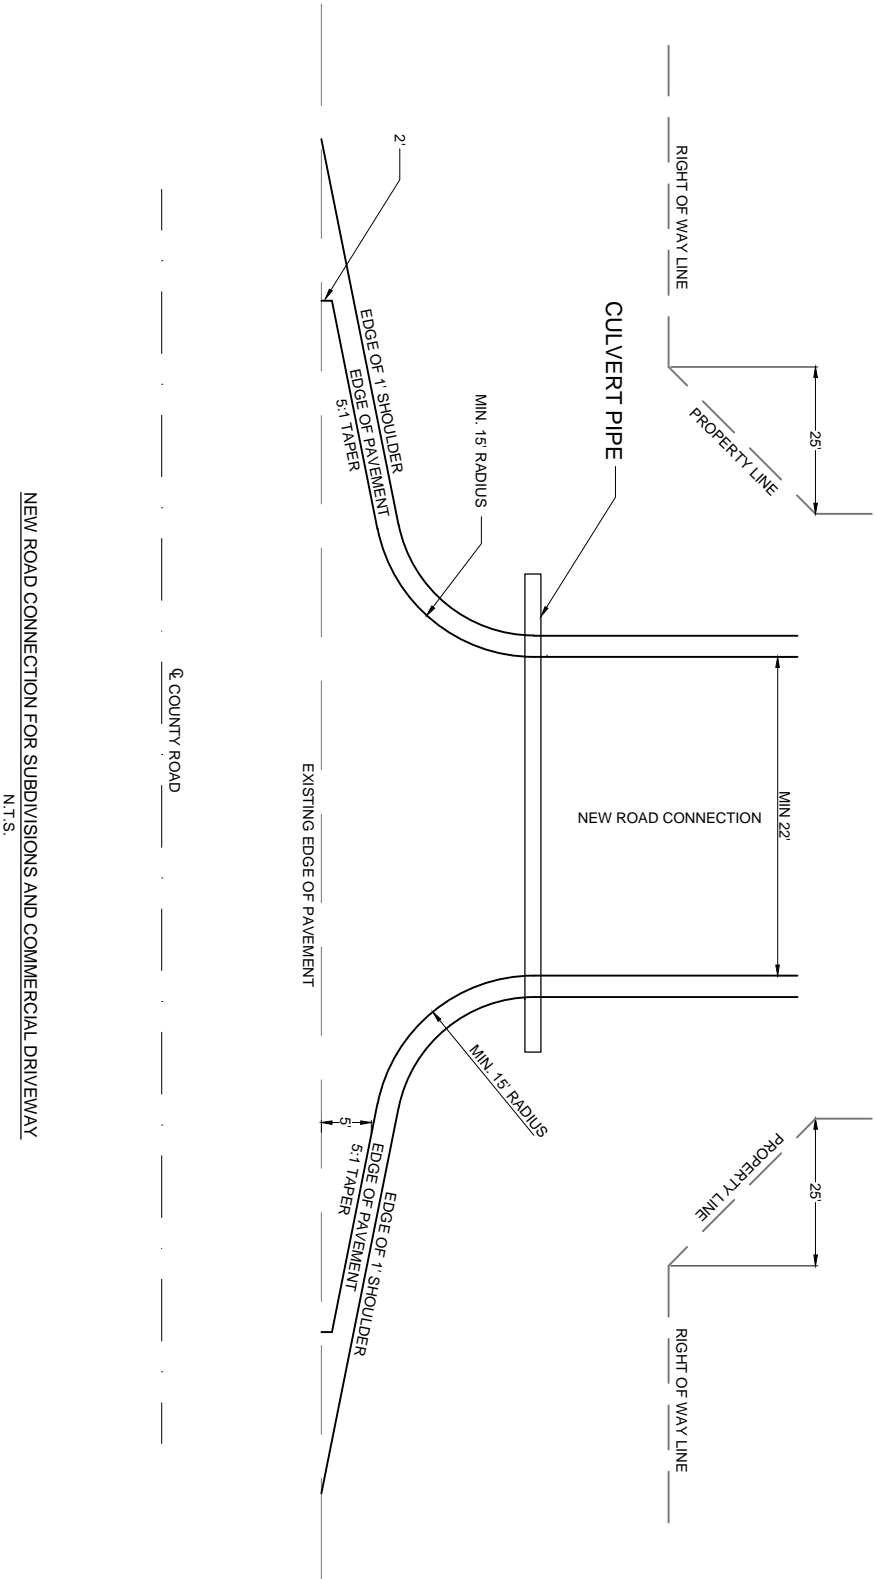 RIGHT OF WAY LINE
25'
PROPERTY LINE
25'
PROPERTY LINE
RIGHT OF WAY LINE
CULVERT PIPE
MIN 22'
NEW ROAD CONNECTION
MIN. 15' RADIUS
MIN. 15' RADIUS
2'
EDGE OF 1' SHOULDER
EDGE OF PAVEMENT
5:1 TAPER
5'
EDGE OF 1' SHOULDER
EDGE OF PAVEMENT
5:1 TAPER
EXISTING EDGE OF PAVEMENT
℄ COUNTY ROAD
NEW ROAD CONNECTION FOR SUBDIVISIONS AND COMMERCIAL DRIVEWAY
N.T.S.